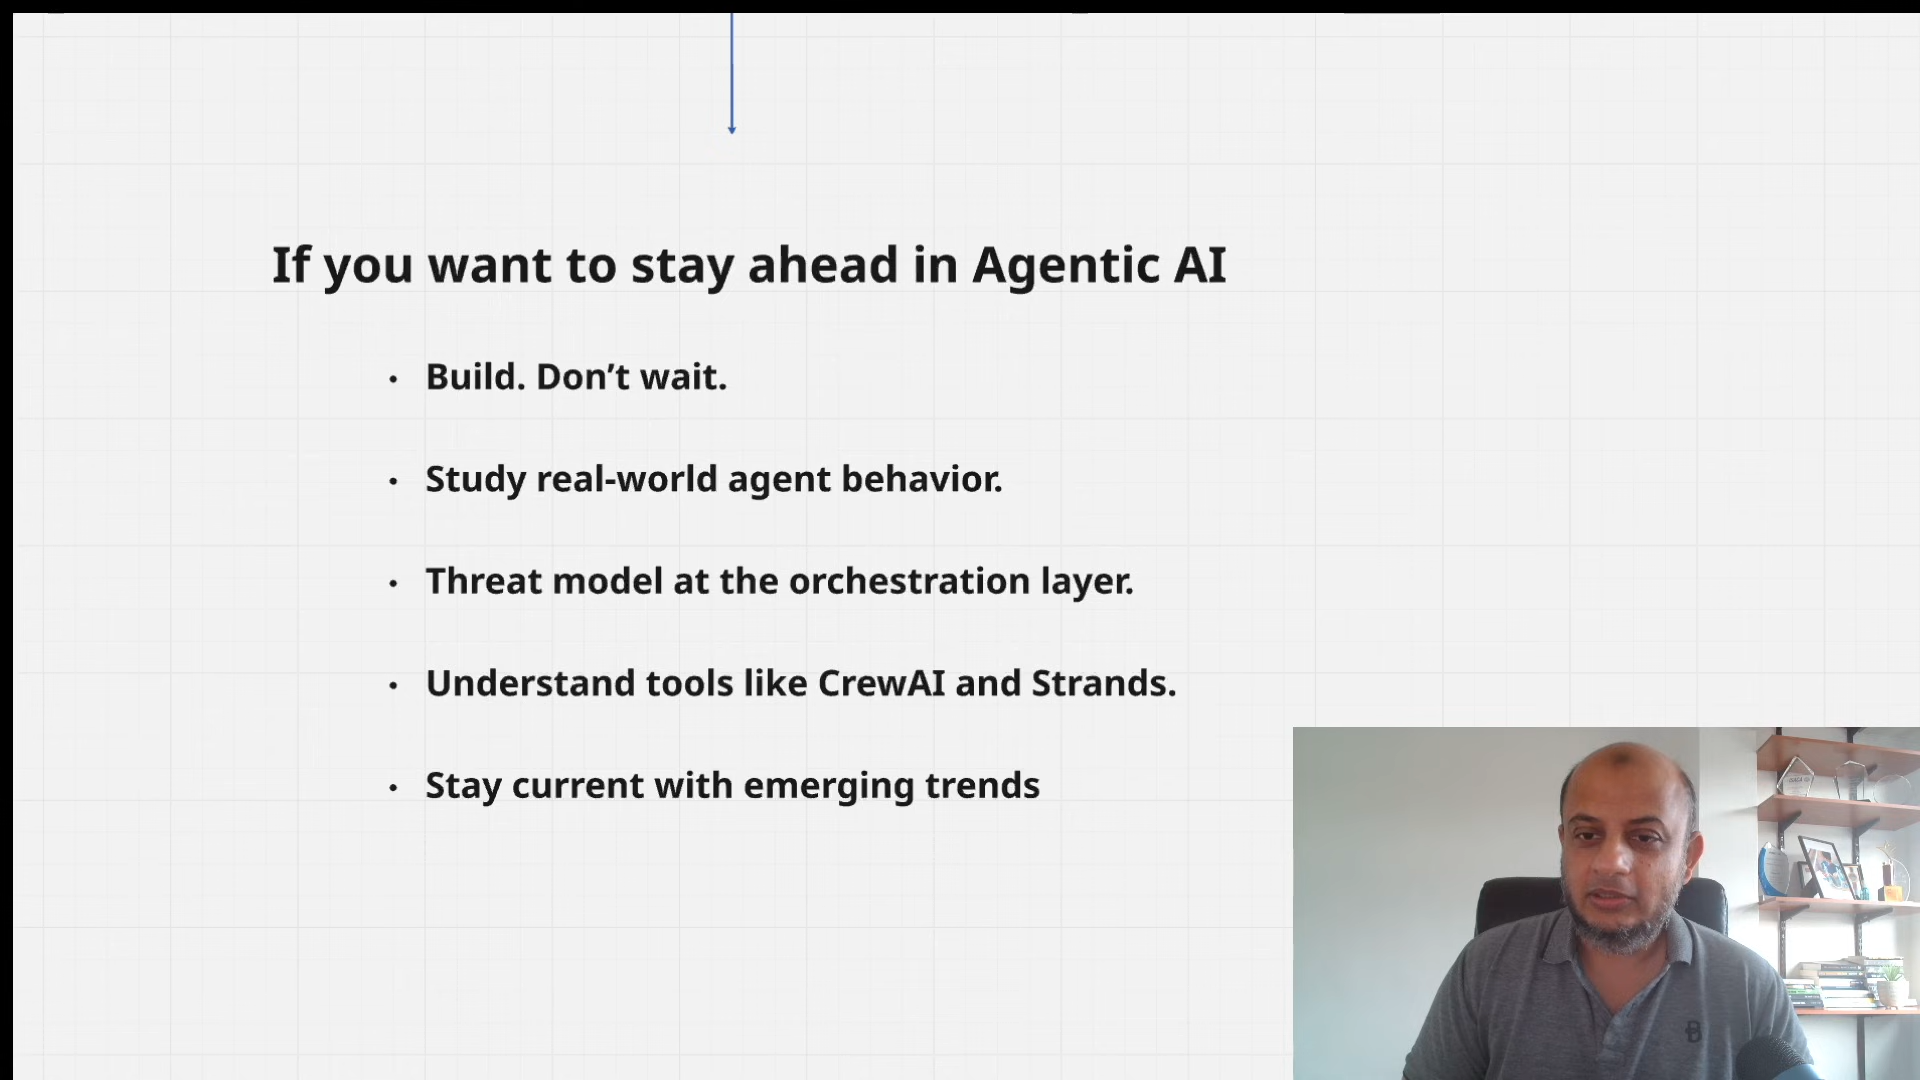 If you want to stay ahead in Agentic AI
• Build. Don’t wait.
• Study real-world agent behavior.
• Threat model at the orchestration layer.
• Understand tools like CrewAI and Strands.
• Stay current with emerging trends